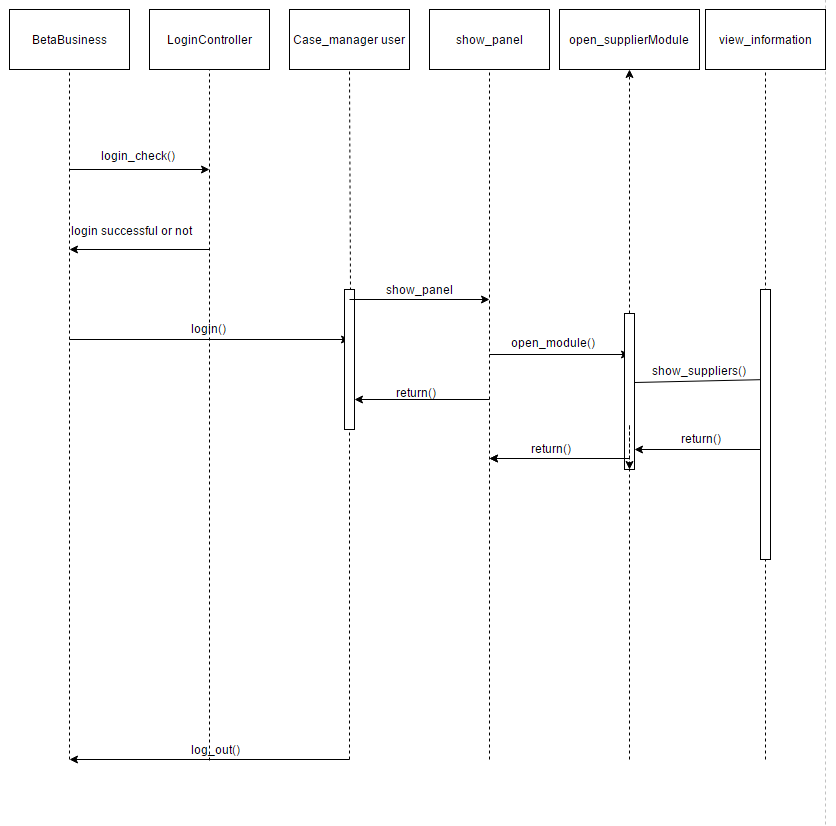 BetaBusiness
LoginController
Case_manager user
show_panel
open_supplierModule
view_information
login_check()
login successful or not
show_panel
login()
open_module()
show_suppliers()
return()
return()
return()
log_out()